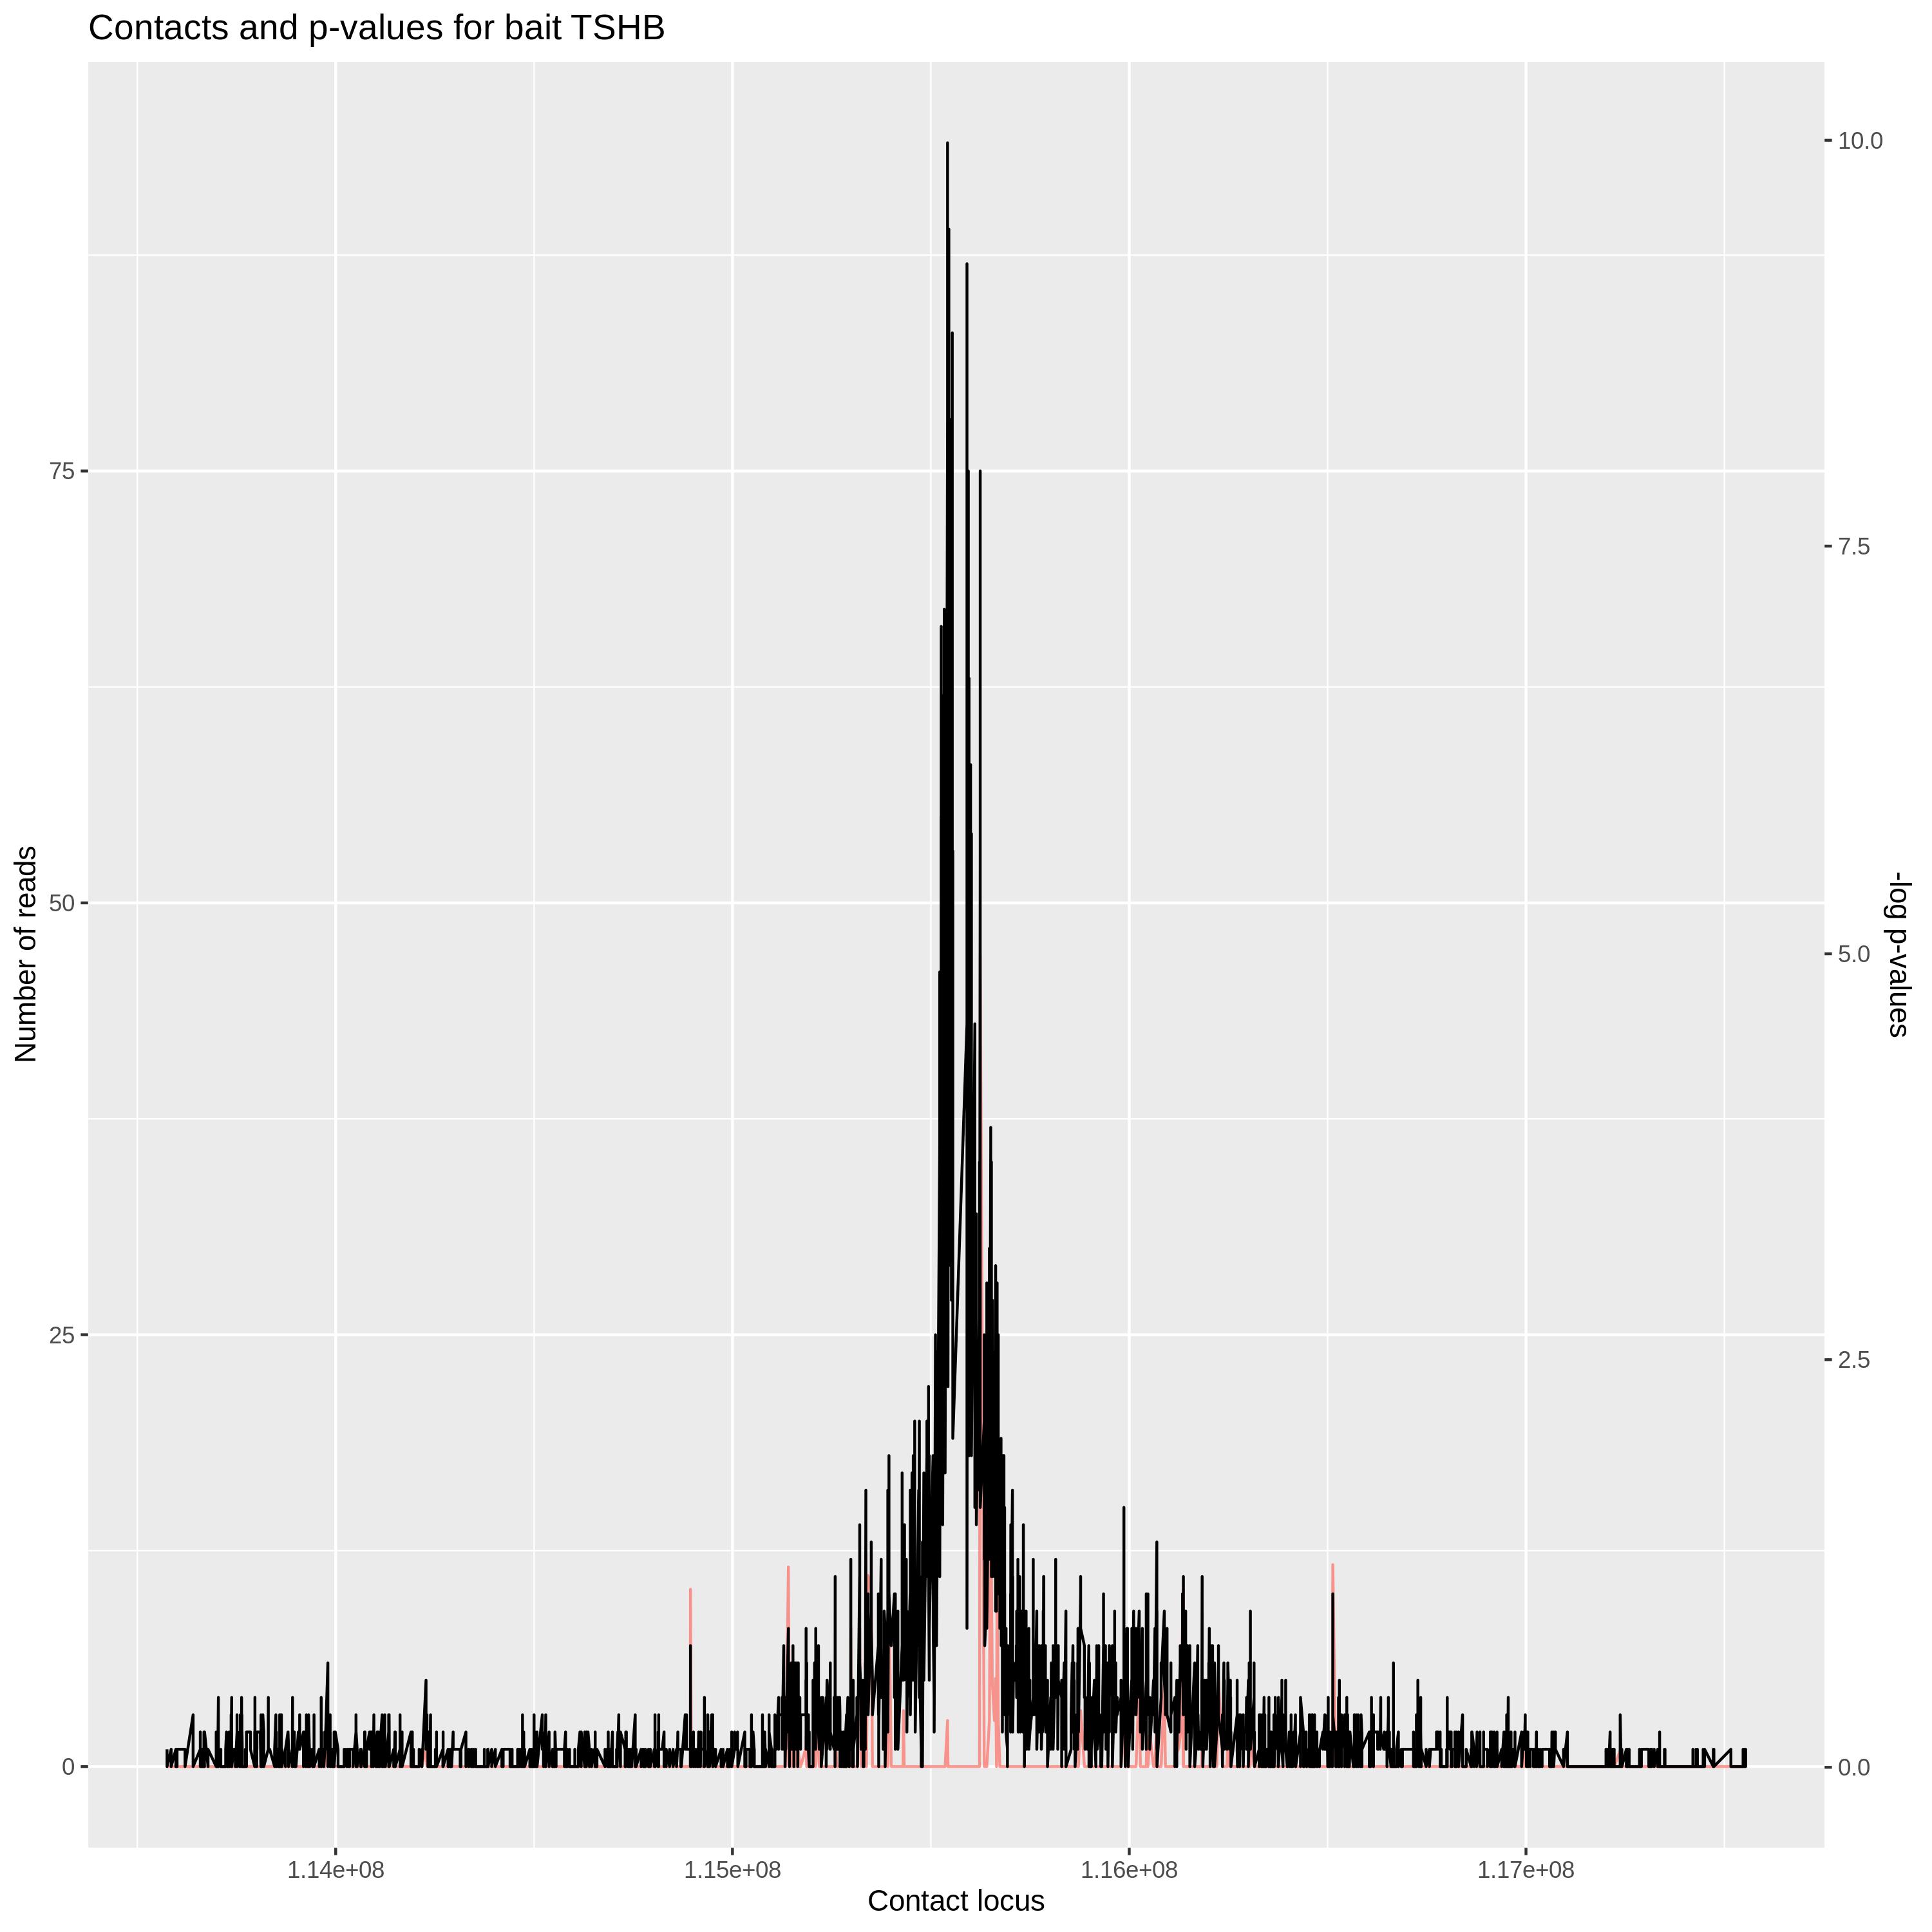 Contacts and p-values for bait TSHB
10.0
75
7.5
50
5.0
25
2.5
0
0.0
Number of reads
-log p-values
1.14e+08 1.15e+08 1.16e+08 1.17e+08
Contact locus